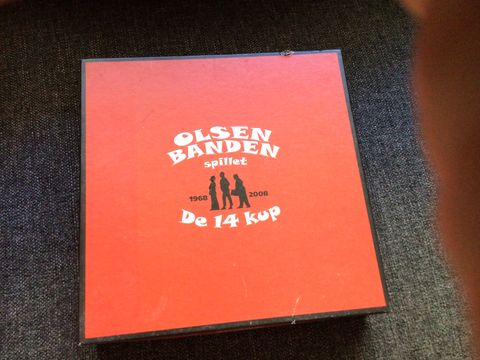 OLSEN
BANDEN
spillet
1968 2008
De 14 kup